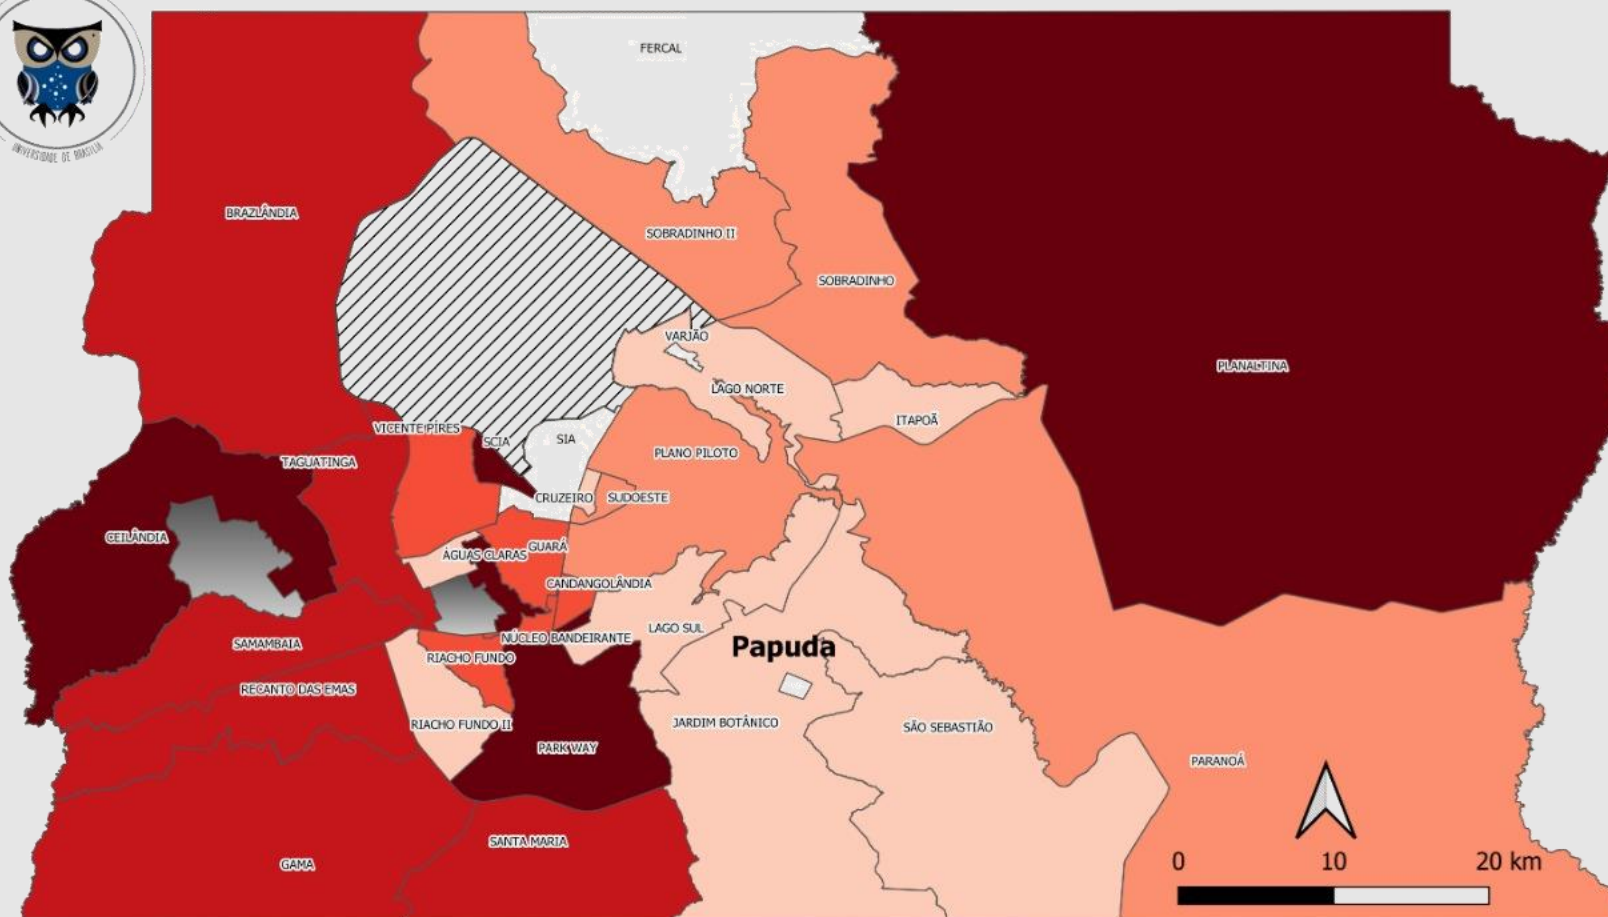 UNIVERSIDADE DE BRASÍLIA
FERCAL
BRAZLÂNDIA
SOBRADINHO II
SOBRADINHO
VARJÃO
PLANALTINA
LAGO NORTE
ITAPOÃ
VICENTE PIRES
SCIA
SIA
PLANO PILOTO
TAGUATINGA
CRUZEIRO
SUDOESTE
CEILÂNDIA
ÁGUAS CLARAS
GUARÁ
CANDANGOLÂNDIA
LAGO SUL
NÚCLEO BANDEIRANTE
Papuda
SAMAMBAIA
RIACHO FUNDO
RECANTO DAS EMAS
RIACHO FUNDO II
JARDIM BOTÂNICO
SÃO SEBASTIÃO
PARK WAY
PARANOÁ
SANTA MARIA
GAMA
0 10 20 km